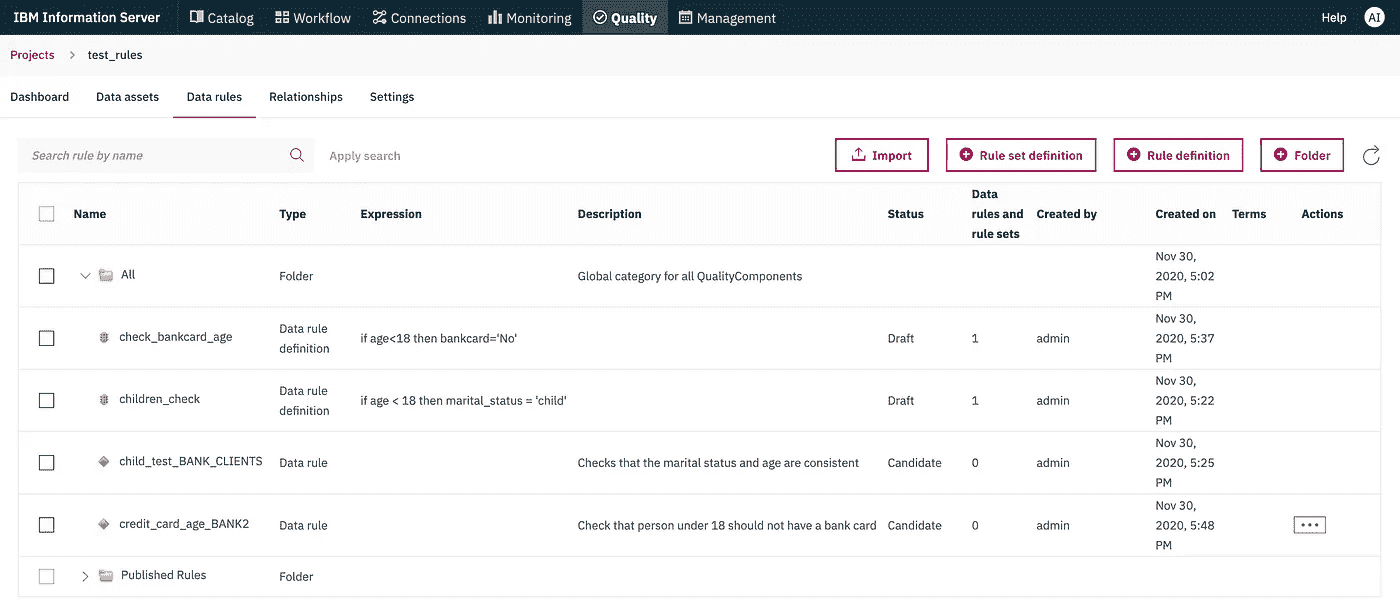 IBM Information Server Catalog Workflow Connections Monitoring Quality Management Help AI
Projects > test_rules
Dashboard Data assets Data rules Relationships Settings
Search rule by name Apply search Import Rule set definition Rule definition Folder
Name Type Expression Description Status Data rules and rule sets Created by Created on Terms Actions
All Folder Global category for all QualityComponents Nov 30, 2020, 5:02 PM
check_bankcard_age Data rule definition if age<18 then bankcard='No' Draft 1 admin Nov 30, 2020, 5:37 PM
children_check Data rule definition if age < 18 then marital_status = 'child' Draft 1 admin Nov 30, 2020, 5:22 PM
child_test_BANK_CLIENTS Data rule Checks that the marital status and age are consistent Candidate 0 admin Nov 30, 2020, 5:25 PM
credit_card_age_BANK2 Data rule Check that person under 18 should not have a bank card Candidate 0 admin Nov 30, 2020, 5:48 PM
Published Rules Folder